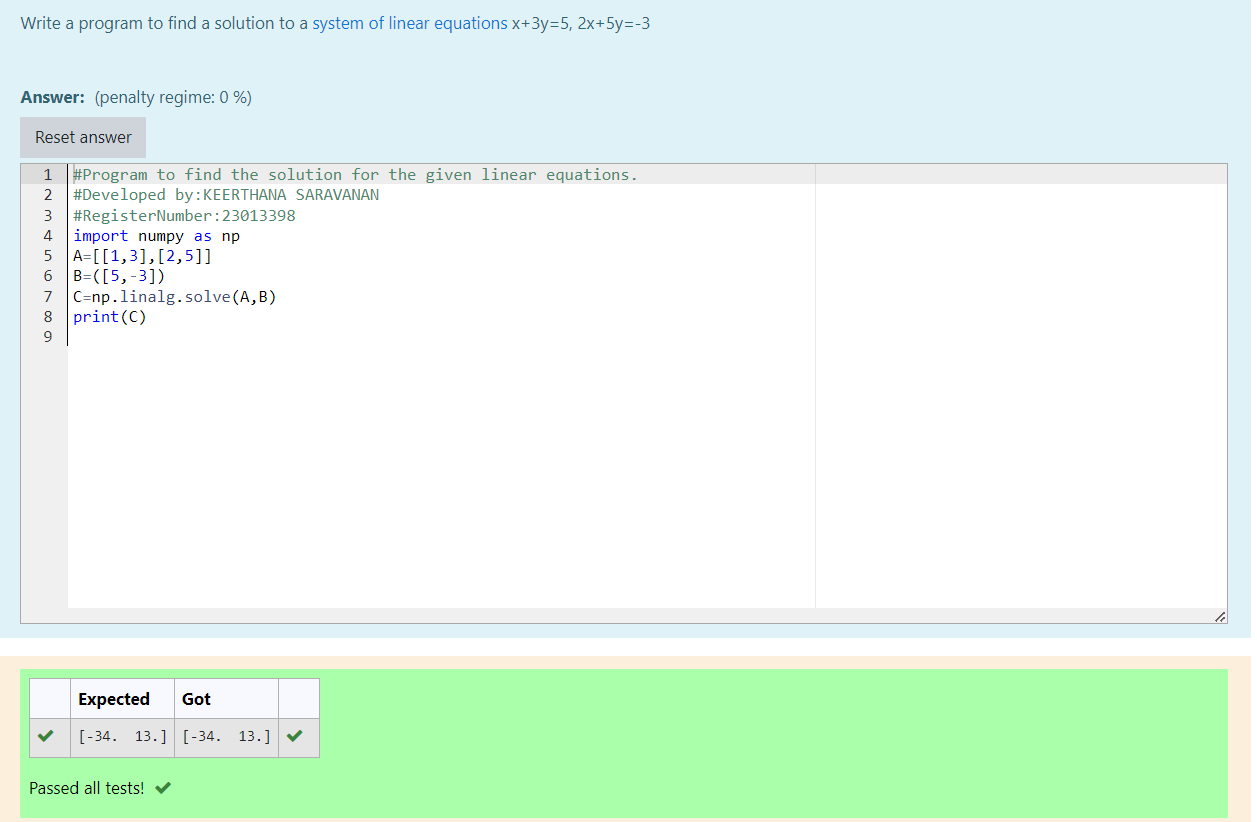 Write a program to find a solution to a system of linear equations x+3y=5, 2x+5y=-3
Answer: (penalty regime: 0 %)
Reset answer
1 #Program to find the solution for the given linear equations.
2 #Developed by:KEERTHANA SARAVANAN
3 #RegisterNumber:23013398
4 import numpy as np
5 A=[[1,3],[2,5]]
6 B=([5,-3])
7 C=np.linalg.solve(A,B)
8 print(C)
9
Expected Got
[-34.  13.] [-34.  13.]
Passed all tests!